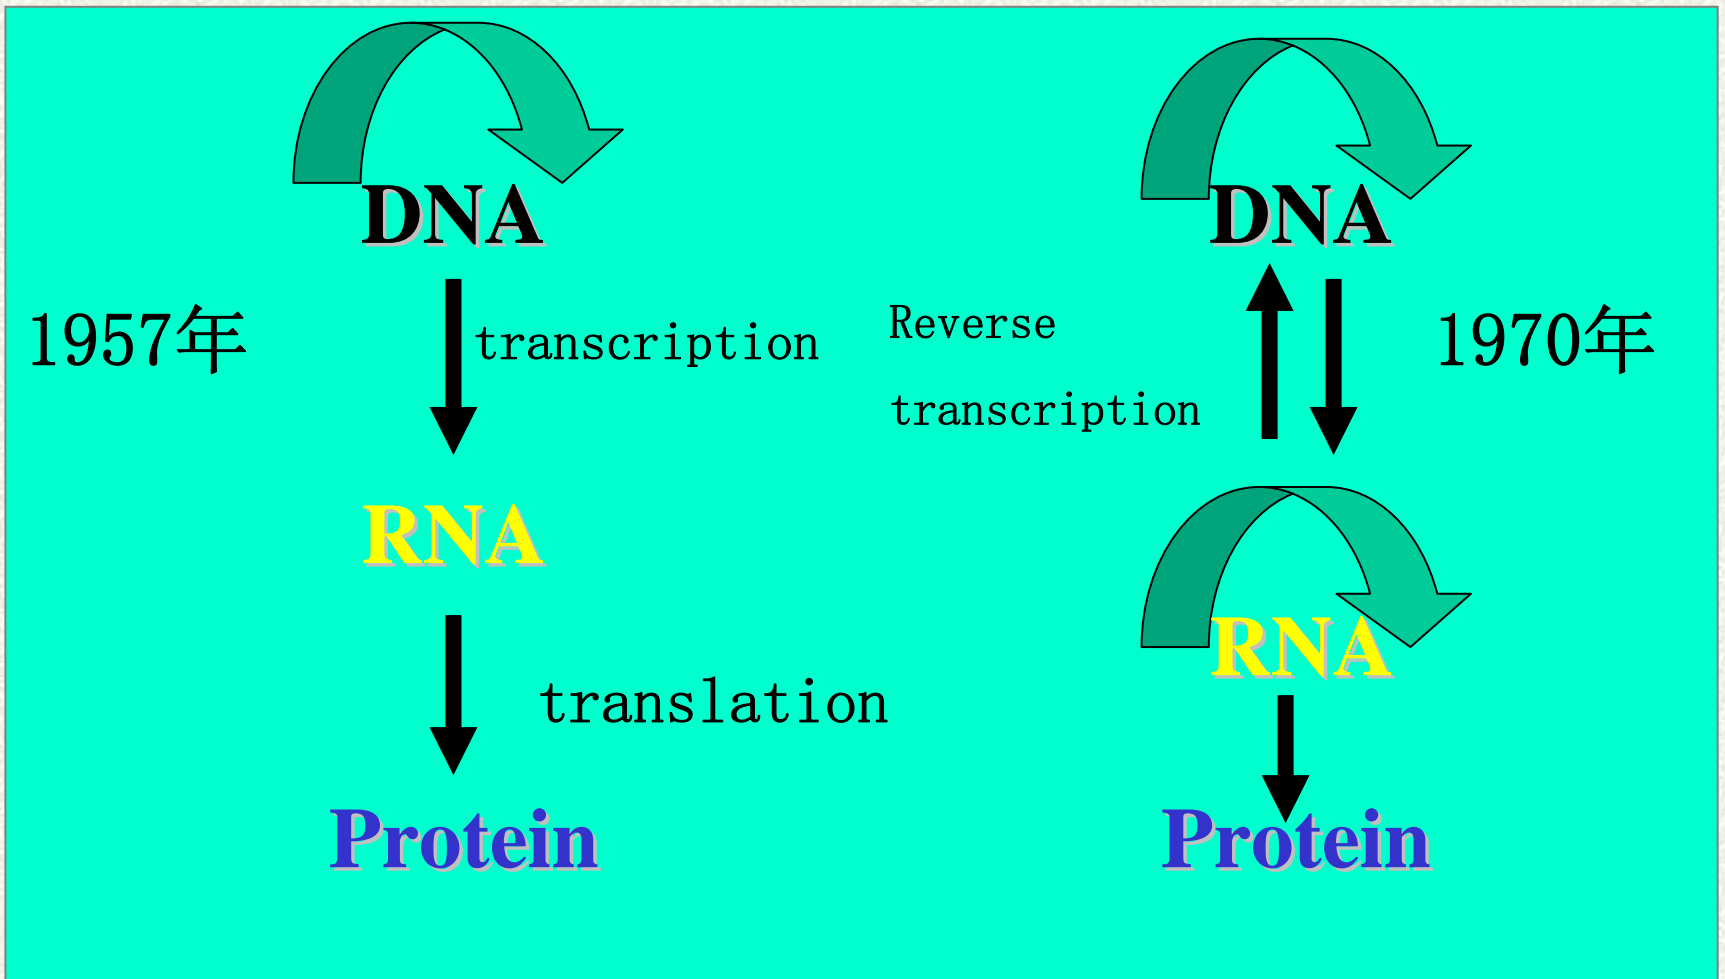 DNA
1957年
transcription
RNA
translation
Protein
DNA
Reverse
transcription
1970年
RNA
Protein